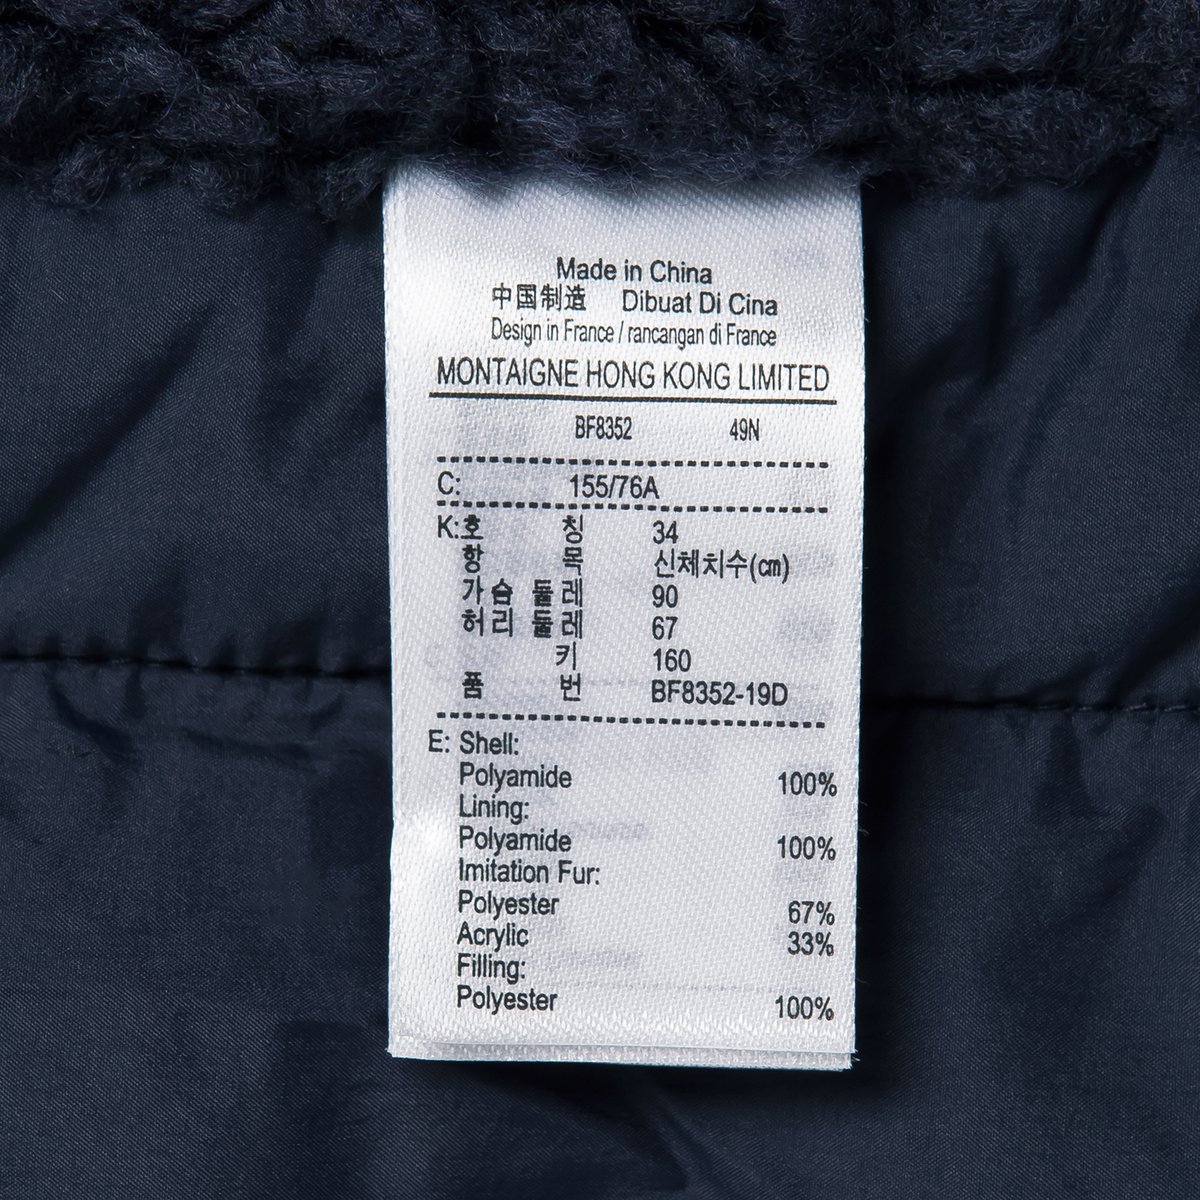 Made in China
中国制造 Dibuat Di Cina
Design in France / rancangan di France
MONTAIGNE HONG KONG LIMITED
BF8352 49N
C: 155/76A
K:호 칭 34
항 목 신체치수(㎝)
가슴 둘레 90
허리 둘레 67
키 160
품 번 BF8352-19D
E: Shell:
Polyamide 100%
Lining:
Polyamide 100%
Imitation Fur:
Polyester 67%
Acrylic 33%
Filling:
Polyester 100%